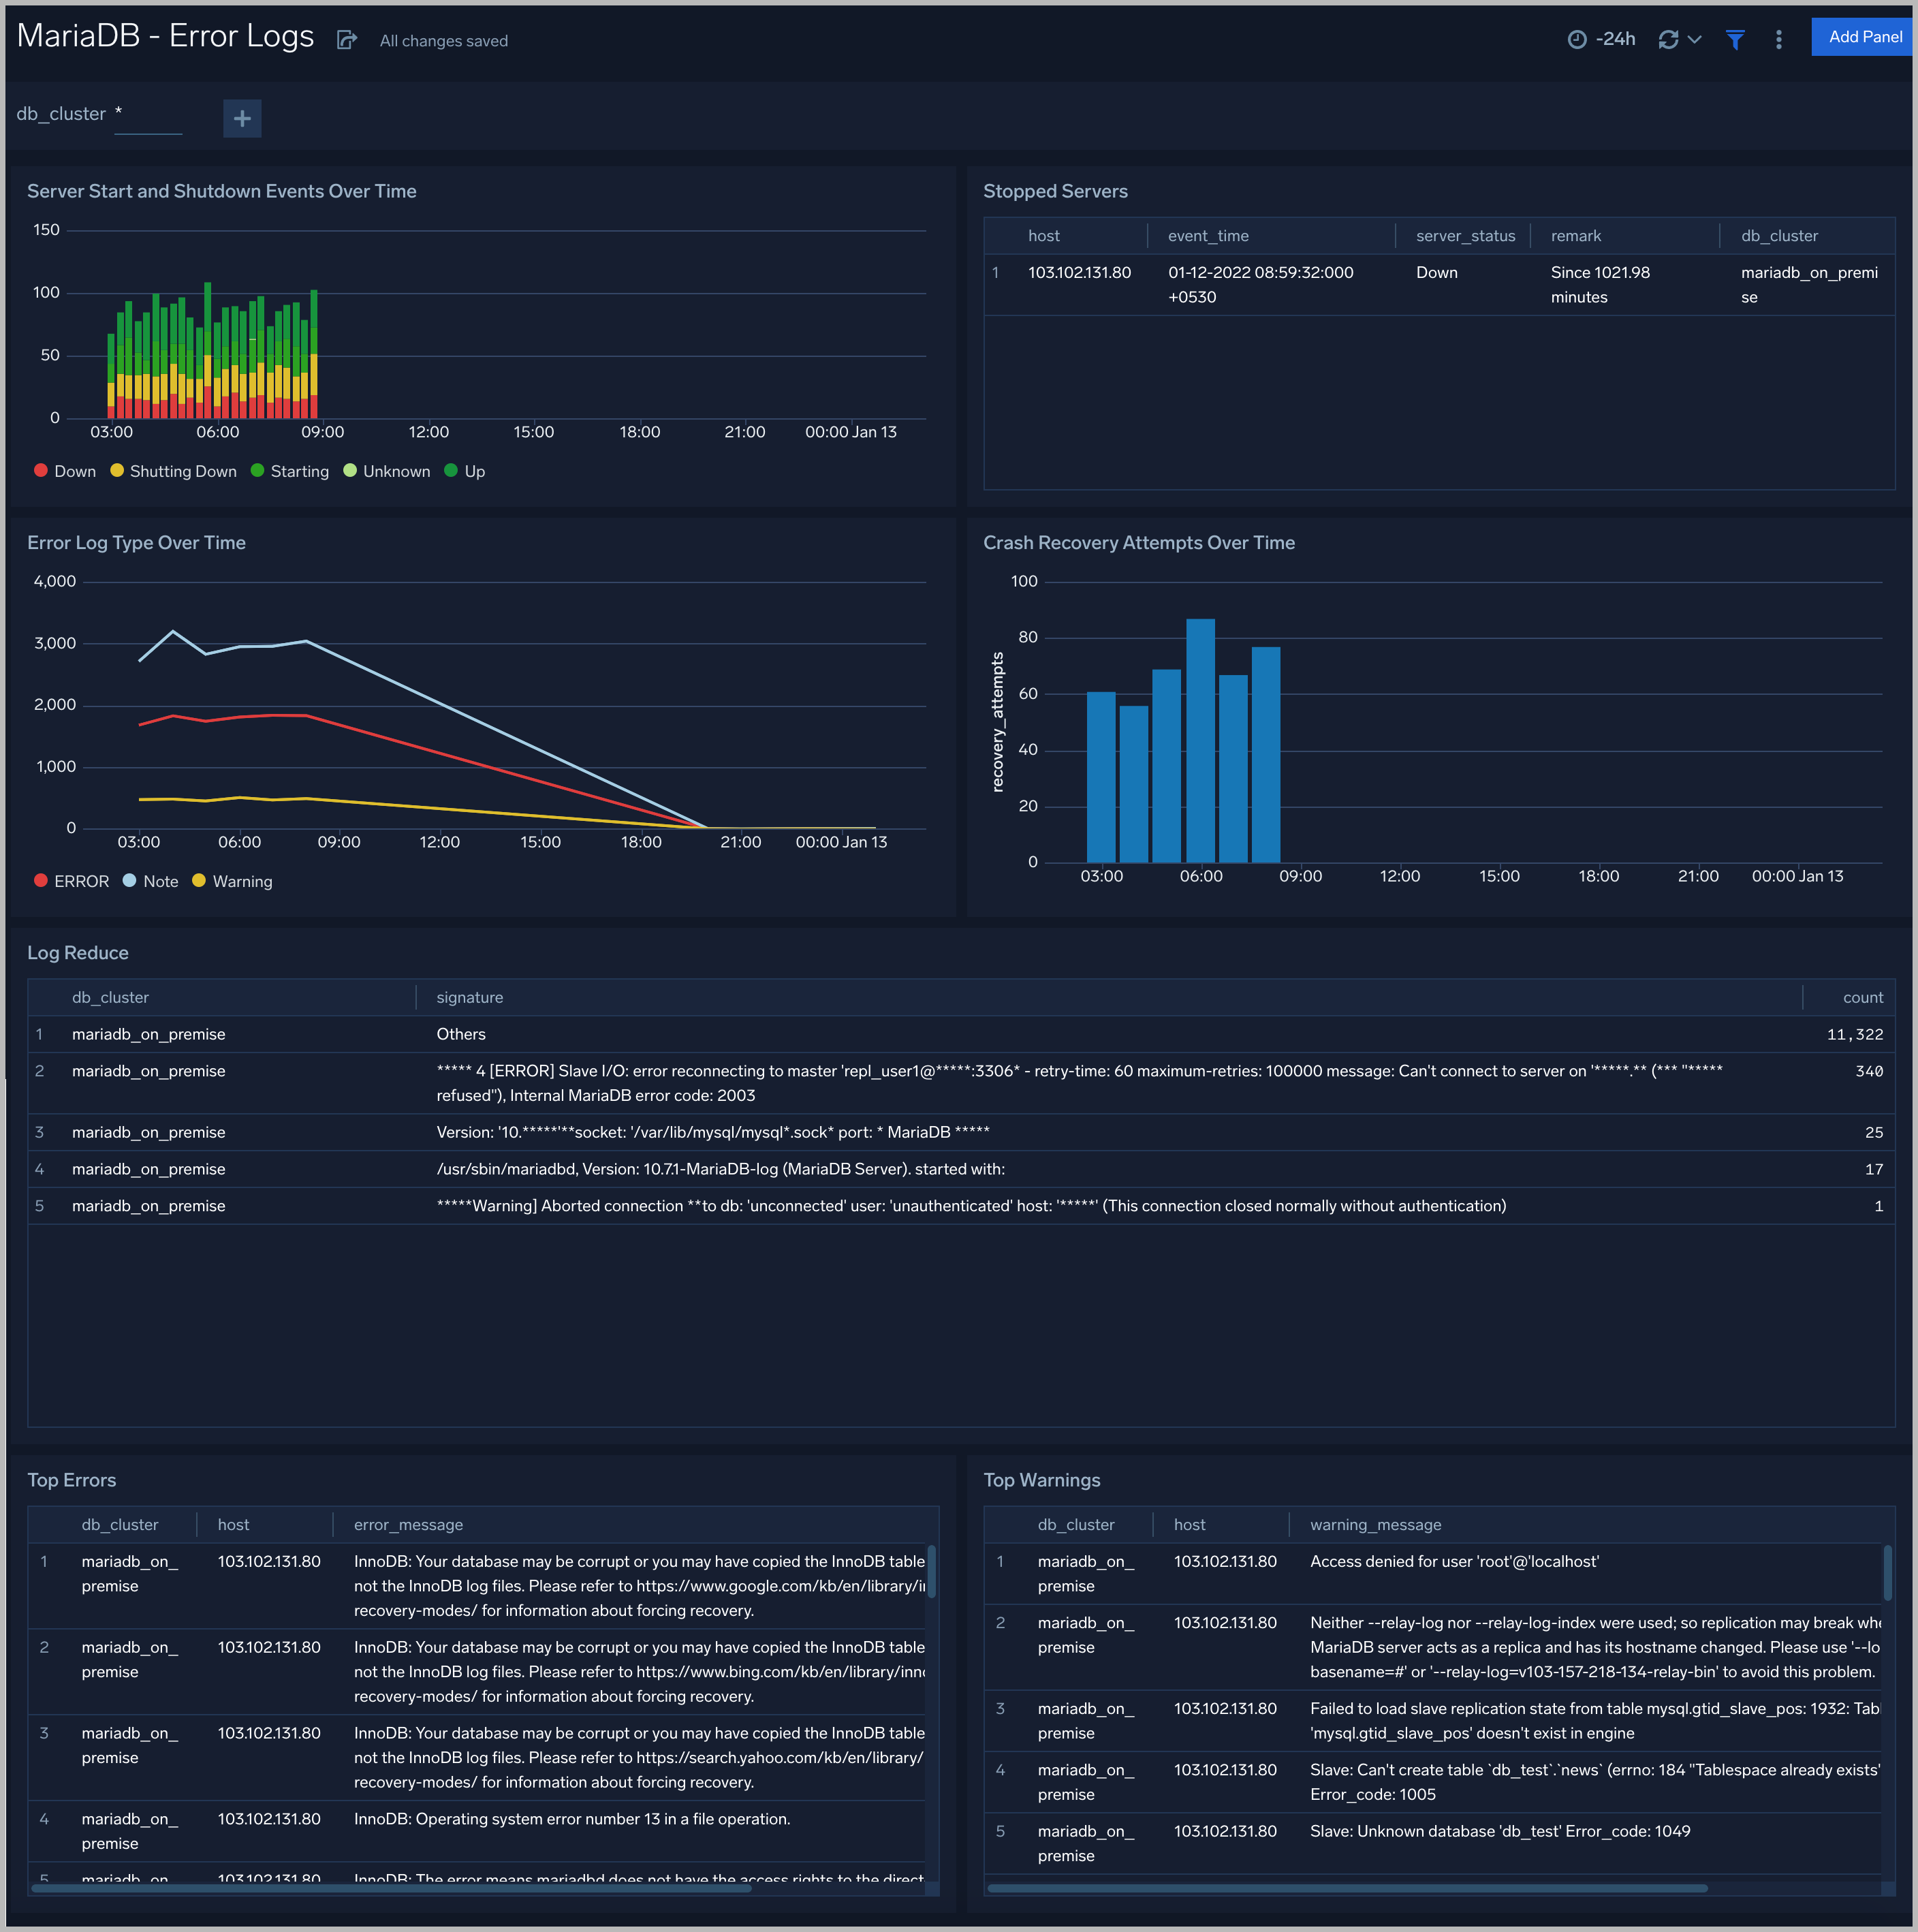 MariaDB - Error Logs
All changes saved
-24h
Add Panel
db_cluster *
Server Start and Shutdown Events Over Time
150
100
50
0
03:00 06:00 09:00 12:00 15:00 18:00 21:00 00:00 Jan 13
Down Shutting Down Starting Unknown Up
Stopped Servers
host event_time server_status remark db_cluster
1 103.102.131.80 01-12-2022 08:59:32:000 Down Since 1021.98 mariadb_on_premi
+0530 minutes se
Error Log Type Over Time
4,000
3,000
2,000
1,000
0
03:00 06:00 09:00 12:00 15:00 18:00 21:00 00:00 Jan 13
ERROR Note Warning
Crash Recovery Attempts Over Time
recovery_attempts
100
80
60
40
20
0
03:00 06:00 09:00 12:00 15:00 18:00 21:00 00:00 Jan 13
Log Reduce
db_cluster signature count
1 mariadb_on_premise Others 11,322
2 mariadb_on_premise ***** 4 [ERROR] Slave I/O: error reconnecting to master 'repl_user1@*****:3306* - retry-time: 60 maximum-retries: 100000 message: Can't connect to server on '*****.** (*** "***** 340
refused"), Internal MariaDB error code: 2003
3 mariadb_on_premise Version: '10.*****'**socket: '/var/lib/mysql/mysql*.sock* port: * MariaDB ***** 25
4 mariadb_on_premise /usr/sbin/mariadbd, Version: 10.7.1-MariaDB-log (MariaDB Server). started with: 17
5 mariadb_on_premise *****Warning] Aborted connection **to db: 'unconnected' user: 'unauthenticated' host: '*****' (This connection closed normally without authentication) 1
Top Errors
db_cluster host error_message
1 mariadb_on_ 103.102.131.80 InnoDB: Your database may be corrupt or you may have copied the InnoDB table
premise not the InnoDB log files. Please refer to https://www.google.com/kb/en/library/i
recovery-modes/ for information about forcing recovery.
2 mariadb_on_ 103.102.131.80 InnoDB: Your database may be corrupt or you may have copied the InnoDB table
premise not the InnoDB log files. Please refer to https://www.bing.com/kb/en/library/inn
recovery-modes/ for information about forcing recovery.
3 mariadb_on_ 103.102.131.80 InnoDB: Your database may be corrupt or you may have copied the InnoDB table
premise not the InnoDB log files. Please refer to https://search.yahoo.com/kb/en/library/
recovery-modes/ for information about forcing recovery.
4 mariadb_on_ 103.102.131.80 InnoDB: Operating system error number 13 in a file operation.
premise
5 mariadb_on_ 103.102.131.80 InnoDB: The error means mariadbd does not have the access rights to the direct
Top Warnings
db_cluster host warning_message
1 mariadb_on_ 103.102.131.80 Access denied for user 'root'@'localhost'
premise
2 mariadb_on_ 103.102.131.80 Neither --relay-log nor --relay-log-index were used; so replication may break whe
premise MariaDB server acts as a replica and has its hostname changed. Please use '--lo
basename=#' or '--relay-log=v103-157-218-134-relay-bin' to avoid this problem.
3 mariadb_on_ 103.102.131.80 Failed to load slave replication state from table mysql.gtid_slave_pos: 1932: Tabl
premise 'mysql.gtid_slave_pos' doesn't exist in engine
4 mariadb_on_ 103.102.131.80 Slave: Can't create table `db_test`.`news` (errno: 184 "Tablespace already exists"
premise Error_code: 1005
5 mariadb_on_ 103.102.131.80 Slave: Unknown database 'db_test' Error_code: 1049
premise